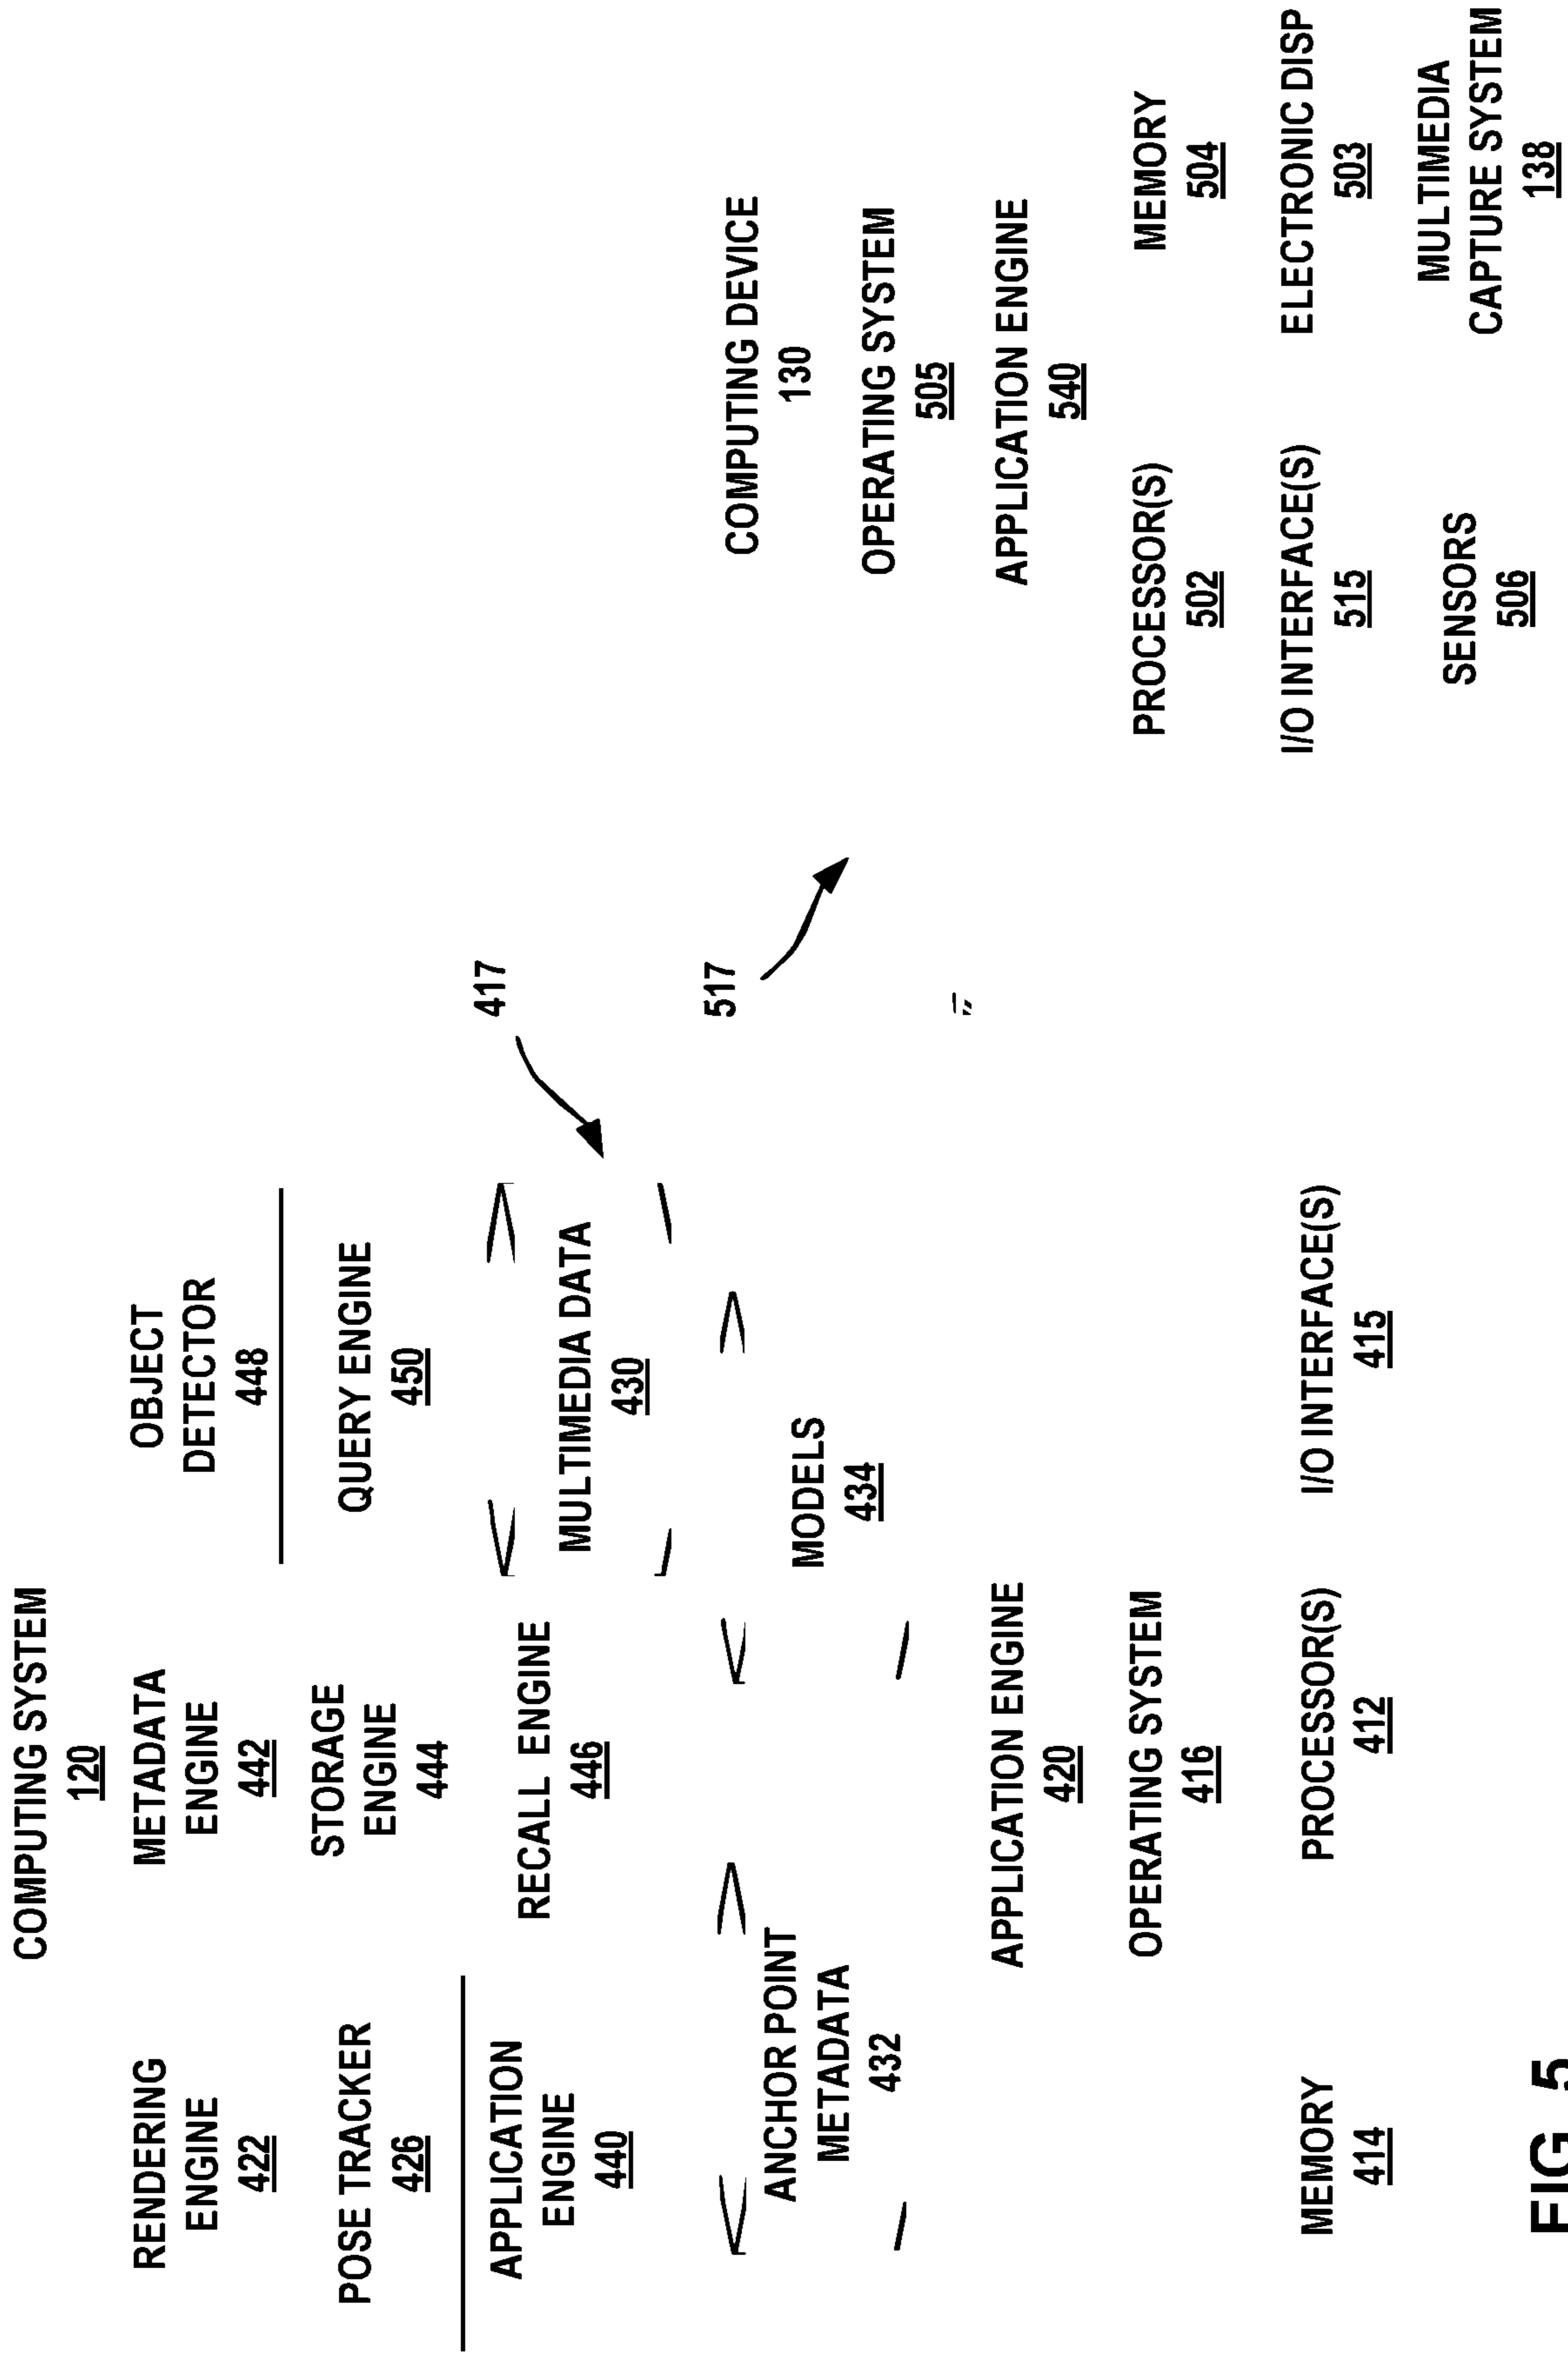 COMPUTING SYSTEM
120
RENDERING
ENGINE
422
METADATA
ENGINE
442
OBJECT
DETECTOR
448
POSE TRACKER
426
STORAGE
ENGINE
444
QUERY ENGINE
450
APPLICATION
ENGINE
440
RECALL ENGINE
446
MULTIMEDIA DATA
430
ANCHOR POINT
METADATA
432
MODELS
434
APPLICATION ENGINE
420
OPERATING SYSTEM
416
MEMORY
414
PROCESSOR(S)
412
I/O INTERFACE(S)
415
417
517
COMPUTING DEVICE
130
OPERATING SYSTEM
505
APPLICATION ENGINE
540
PROCESSOR(S)
502
MEMORY
504
I/O INTERFACE(S)
515
ELECTRONIC DISP
503
SENSORS
506
MULTIMEDIA
CAPTURE SYSTEM
138
FIG 5